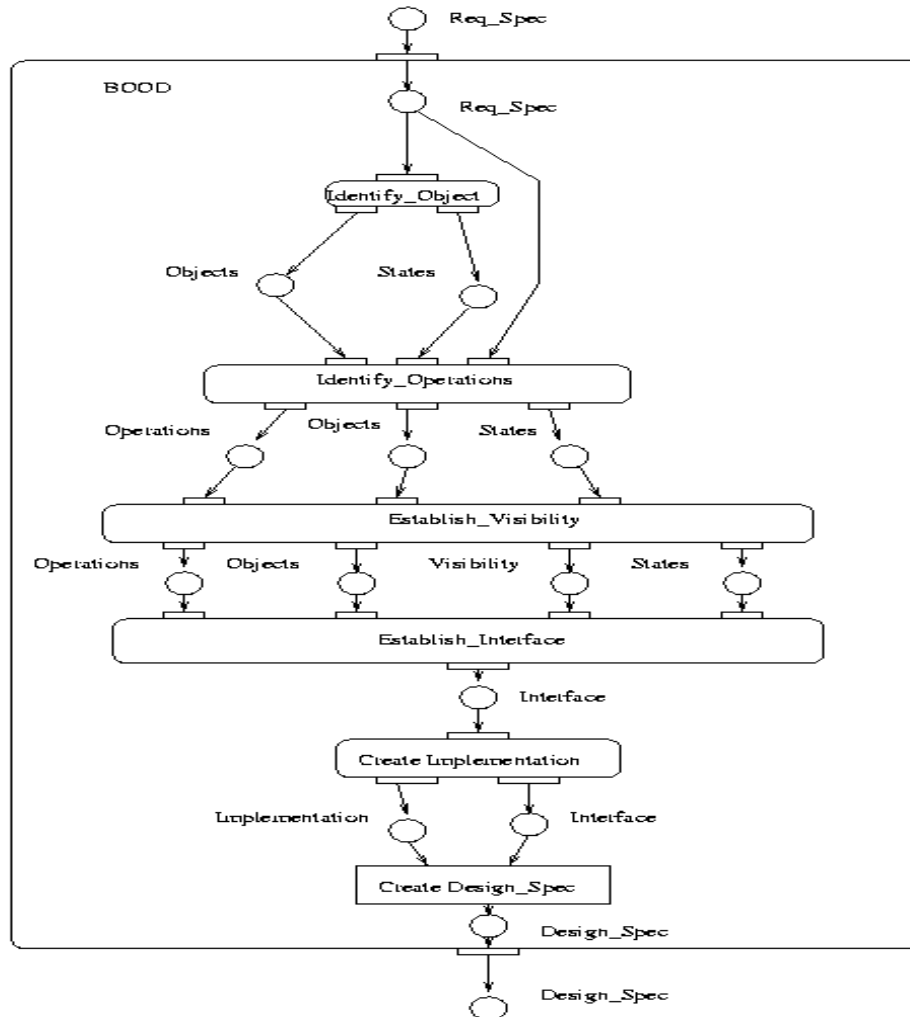 Req_Spec
BOOD
Req_Spec
Identify_Object
Objects
States
Identify_Operations
Operations
Objects
States
Establish_Visibility
Operations
Objects
Visibility
States
Establish_Interface
Interface
Create Implementation
Implementation
Interface
Create Design_Spec
Design_Spec
Design_Spec